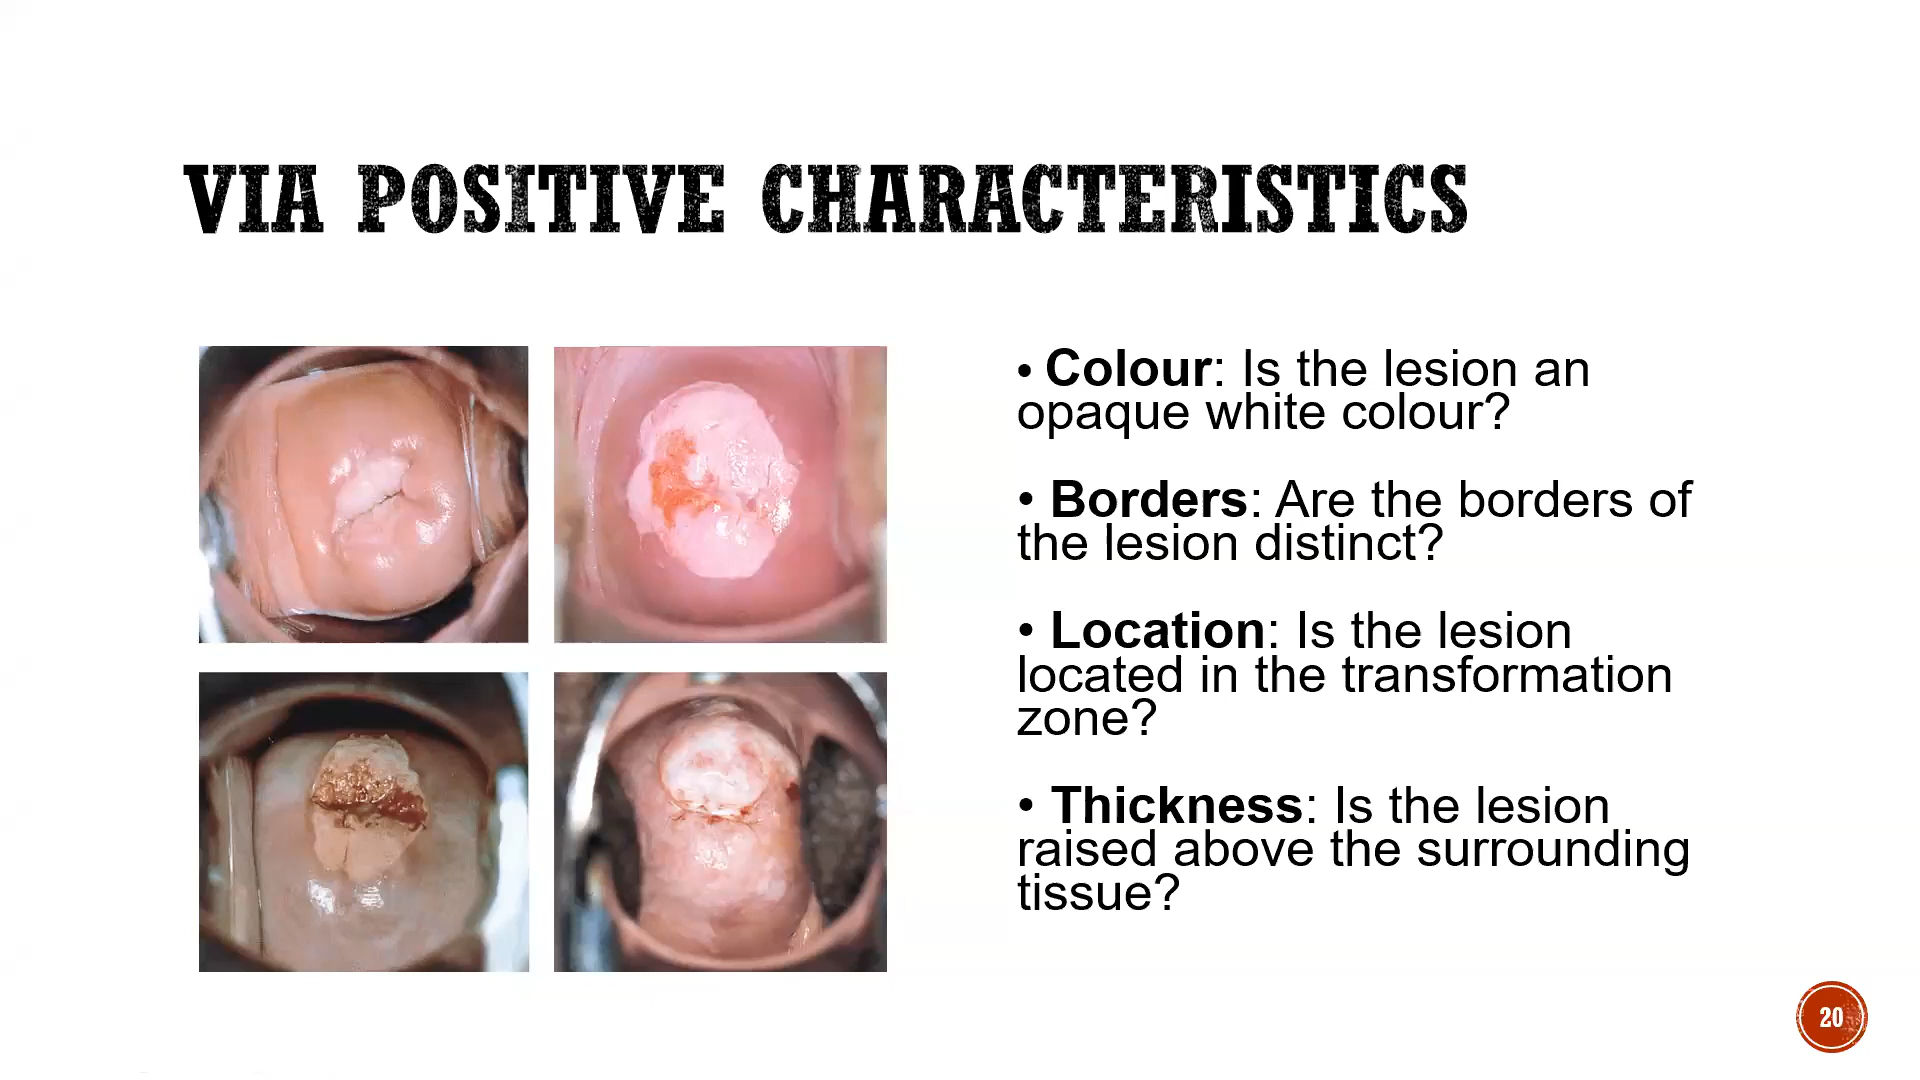 VIA POSITIVE CHARACTERISTICS
• Colour: Is the lesion an
opaque white colour?
• Borders: Are the borders of
the lesion distinct?
• Location: Is the lesion
located in the transformation
zone?
• Thickness: Is the lesion
raised above the surrounding
tissue?
20